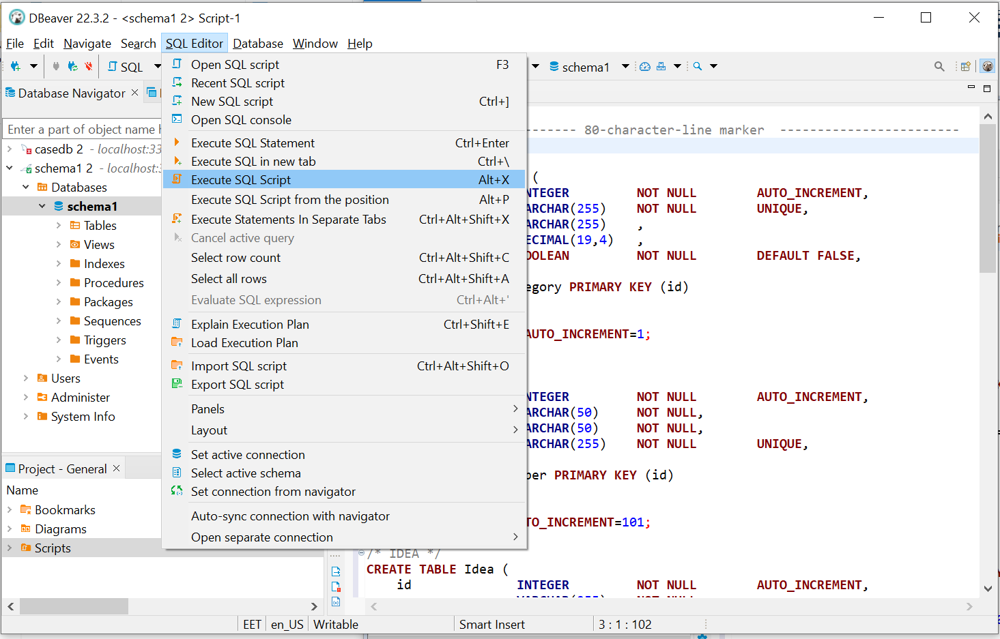 DBeaver 22.3.2 - <schema1 2> Script-1
File Edit Navigate Search SQL Editor Database Window Help
SQL
schema1
Database Navigator
Enter a part of object name
casedb 2 - localhost:33
schema1 2 - localhost:
Databases
schema1
Tables
Views
Indexes
Procedures
Packages
Sequences
Triggers
Events
Users
Administer
System Info
Project - General
Name
Bookmarks
Diagrams
Scripts
Open SQL script F3
Recent SQL script
New SQL script Ctrl+]
Open SQL console
Execute SQL Statement Ctrl+Enter
Execute SQL in new tab Ctrl+\
Execute SQL Script Alt+X
Execute SQL Script from the position Alt+P
Execute Statements In Separate Tabs Ctrl+Alt+Shift+X
Cancel active query
Select row count Ctrl+Alt+Shift+C
Select all rows Ctrl+Alt+Shift+A
Evaluate SQL expression Ctrl+Alt+'
Explain Execution Plan Ctrl+Shift+E
Load Execution Plan
Import SQL script Ctrl+Alt+Shift+O
Export SQL script
Panels
Layout
Set active connection
Select active schema
Set connection from navigator
Auto-sync connection with navigator
Open separate connection
------- 80-character-line marker ------------------------
(
NTEGER NOT NULL AUTO_INCREMENT,
ARCHAR(255) NOT NULL UNIQUE,
ARCHAR(255) ,
ECIMAL(19,4) ,
OOLEAN NOT NULL DEFAULT FALSE,
egory PRIMARY KEY (id)
AUTO_INCREMENT=1;
NTEGER NOT NULL AUTO_INCREMENT,
ARCHAR(50) NOT NULL,
ARCHAR(50) NOT NULL,
ARCHAR(255) NOT NULL UNIQUE,
ber PRIMARY KEY (id)
TO_INCREMENT=101;
/* IDEA */
CREATE TABLE Idea (
id INTEGER NOT NULL AUTO_INCREMENT,
EET en_US Writable Smart Insert 3 : 1 : 102